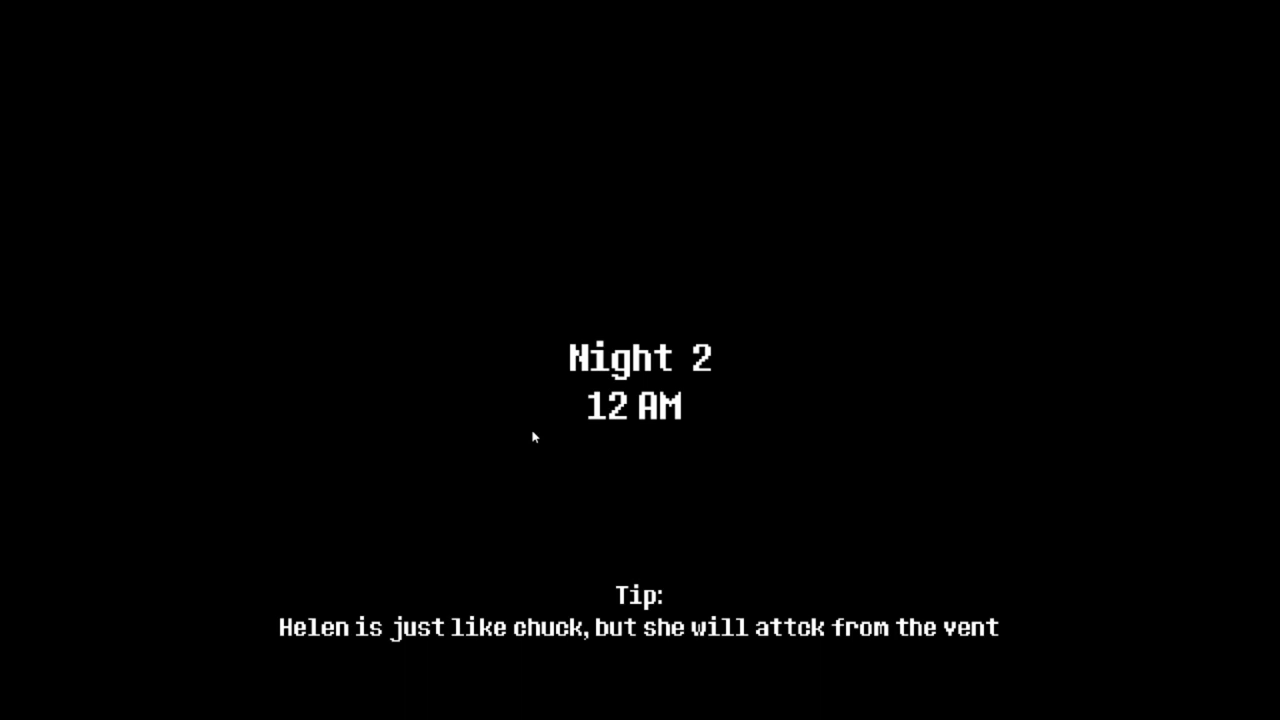 Night 2
12 AM
Tip:
Helen is just like chuck, but she will attck from the vent